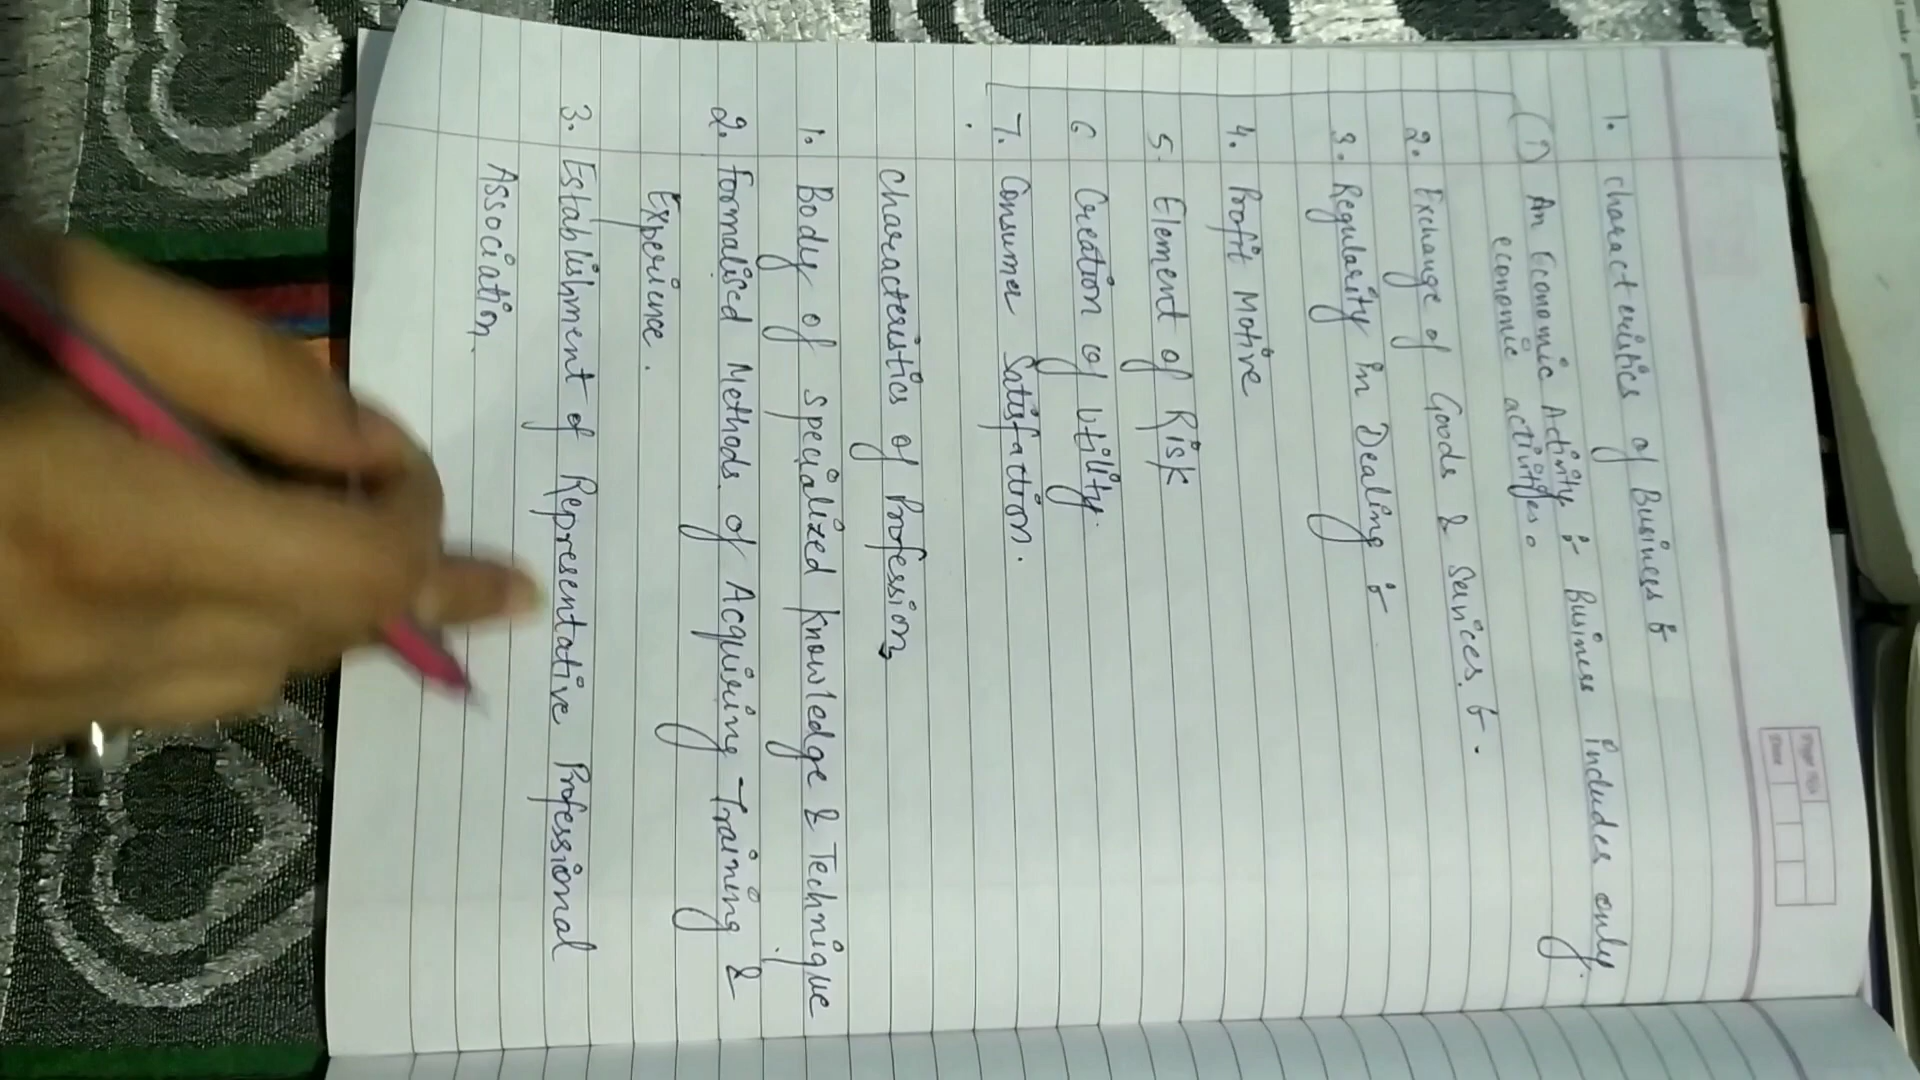 Page No.
Date
1. Characteristics of Business :-
(1) An Economic Activity :- Business includes only
economic activities.
2. Exchange of Goods & Services. :- .
3. Regularity in Dealing :-
4. Profit Motive
5. Element of Risk
6 Creation of Utility.
7. Consumer Satisfaction.
Characteristics of Profession,
1. Body of specialized Knowledge & Technique
2. Formalised Methods of Acquiring Training &
Experience.
3. Establishment of Representative Professional
Association.